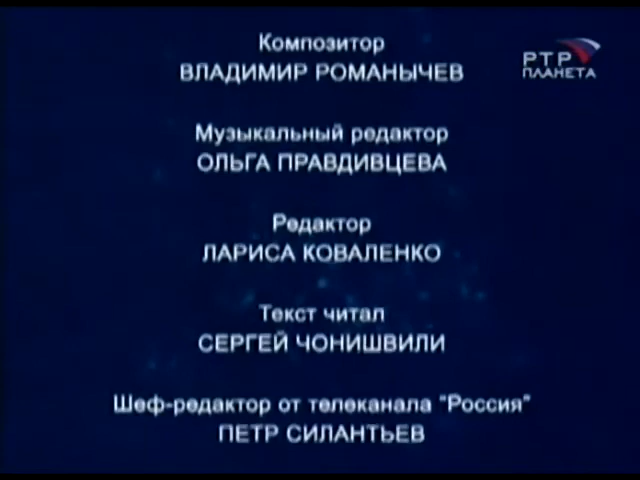 Композитор
ВЛАДИМИР РОМАНЫЧЕВ
РТР
ПЛАНЕТА
Музыкальный редактор
ОЛЬГА ПРАВДИВЦЕВА
Редактор
ЛАРИСА КОВАЛЕНКО
Текст читал
СЕРГЕЙ ЧОНИШВИЛИ
Шеф-редактор от телеканала "Россия"
ПЕТР СИЛАНТЬЕВ